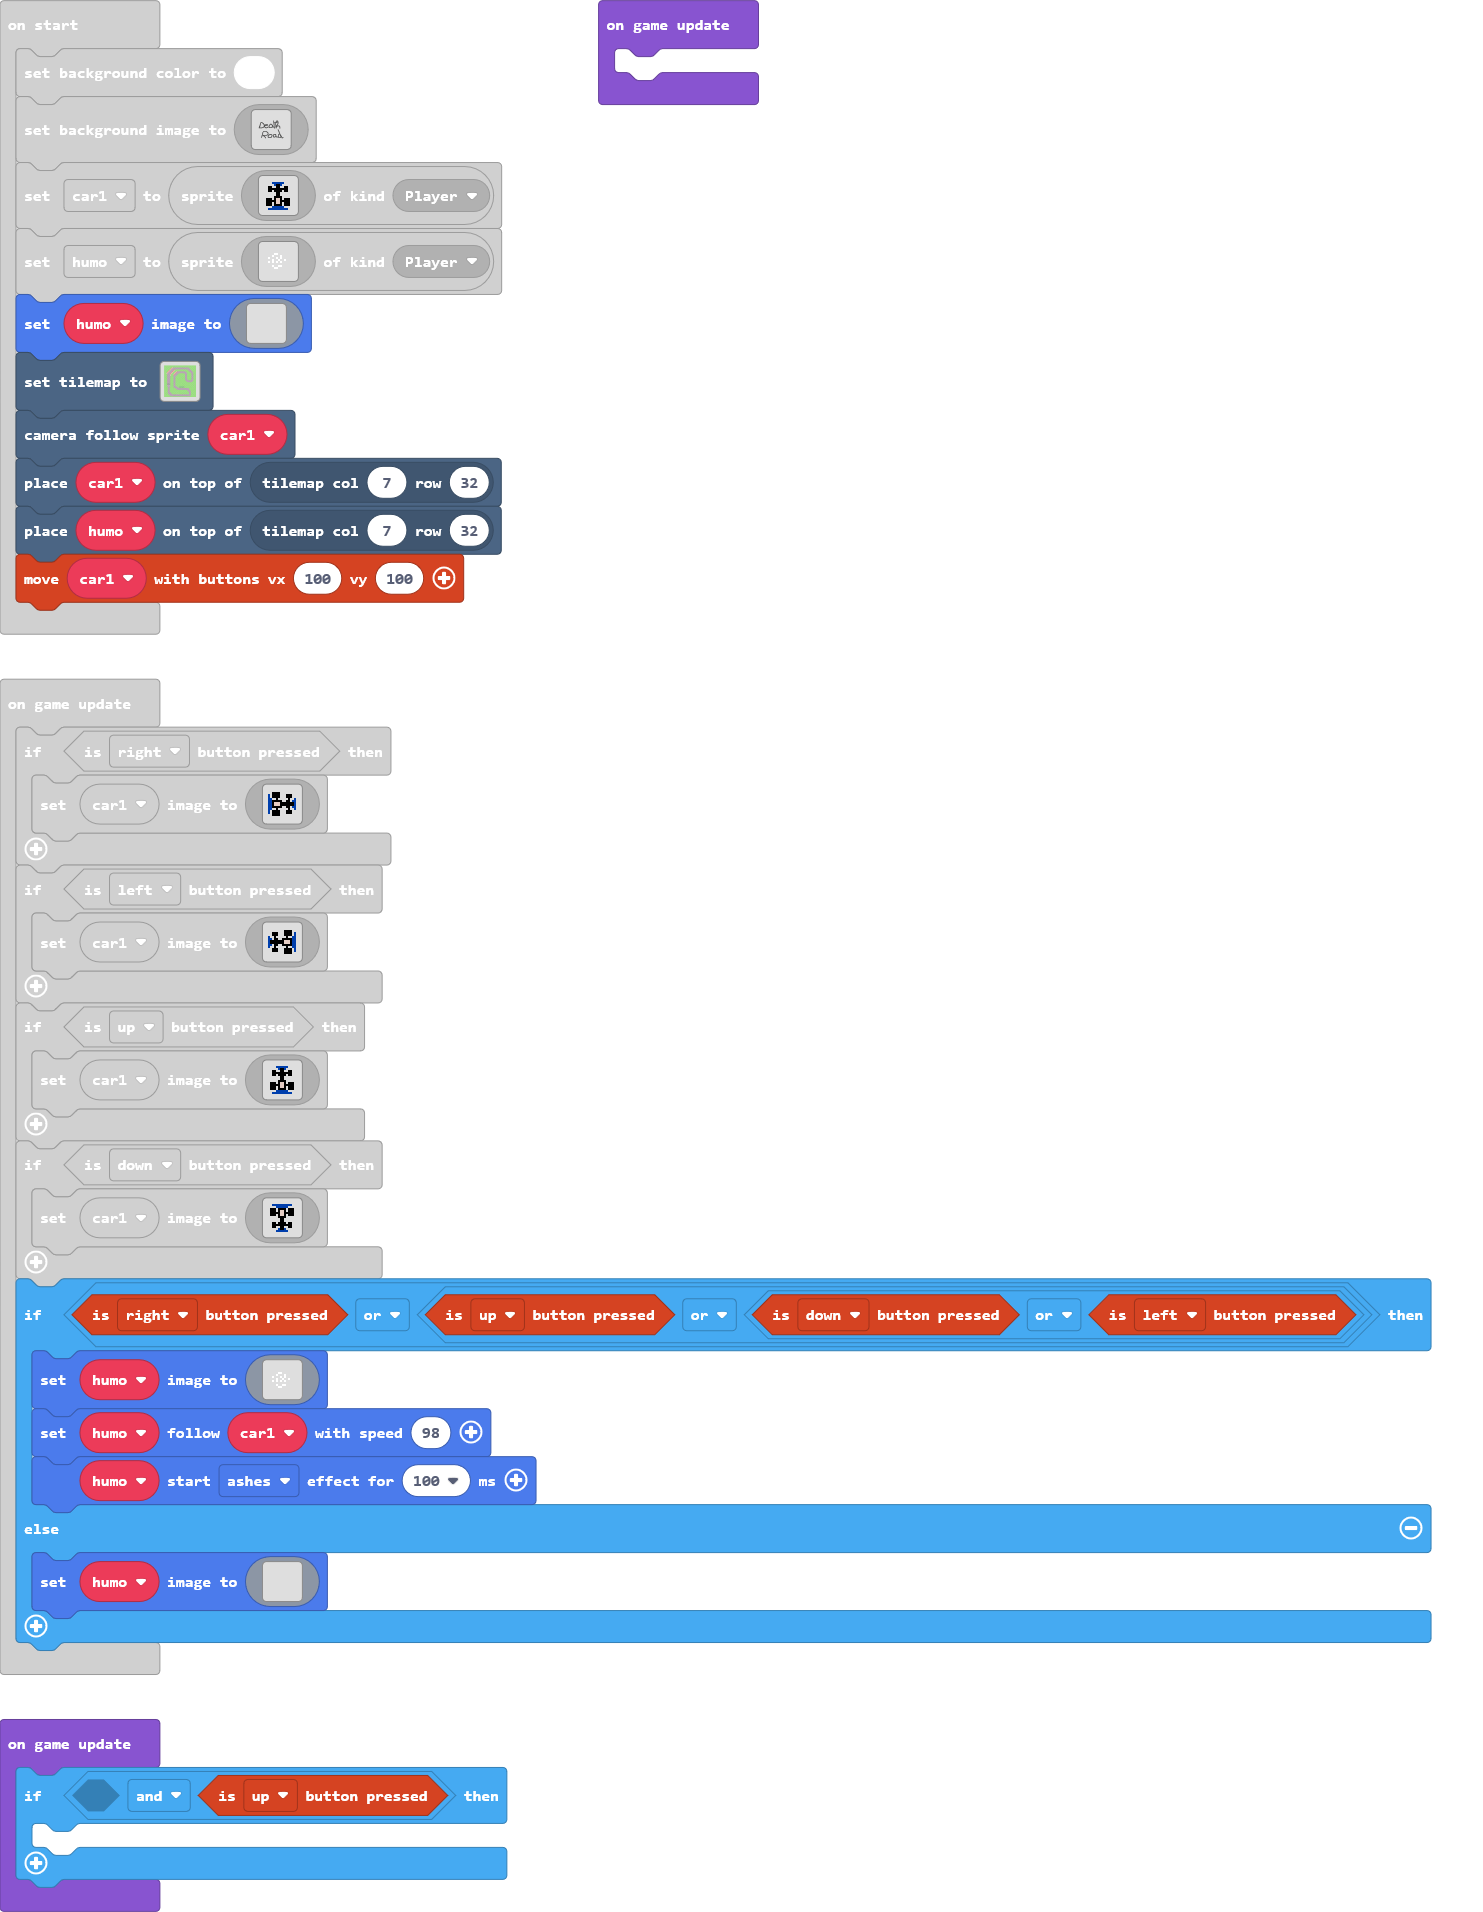 on start
set background color to
set background image to Death Road
set car1 to sprite of kind Player
set humo to sprite of kind Player
set humo image to
set tilemap to
camera follow sprite car1
place car1 on top of tilemap col 7 row 32
place humo on top of tilemap col 7 row 32
move car1 with buttons vx 100 vy 100
on game update
on game update
if is right button pressed then
set car1 image to
if is left button pressed then
set car1 image to
if is up button pressed then
set car1 image to
if is down button pressed then
set car1 image to
if is right button pressed or is up button pressed or is down button pressed or is left button pressed then
set humo image to
set humo follow car1 with speed 98
humo start ashes effect for 100 ms
else
set humo image to
on game update
if and is up button pressed then